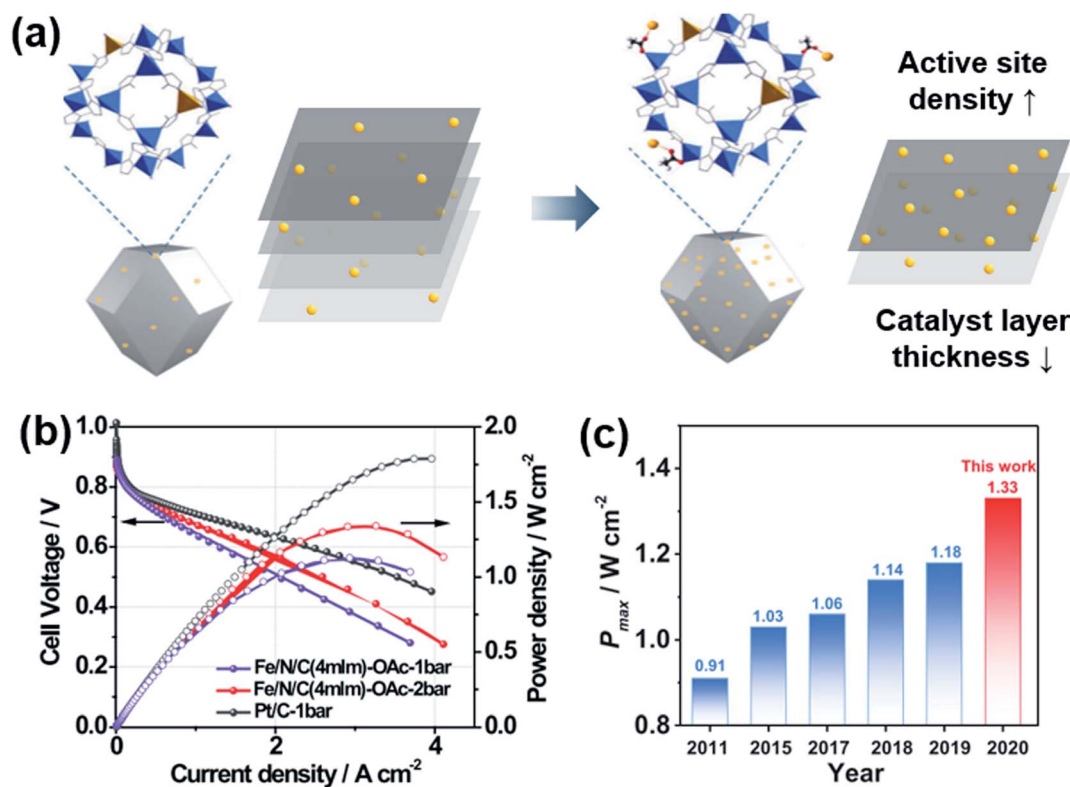 (a)
Active site
density ↑
Catalyst layer
thickness ↓
(b)
Cell Voltage / V
1.0
0.8
0.6
0.4
0.2
0.0
2.0
1.5
1.0
0.5
0.0
Power density / W cm⁻²
Fe/N/C(4mIm)-OAc-1bar
Fe/N/C(4mIm)-OAc-2bar
Pt/C-1bar
0
2
4
Current density / A cm⁻²
(c)
P max / W cm⁻²
1.4
1.2
1.0
0.8
0.91
1.03
1.06
1.14
1.18
This work
1.33
2011 2015 2017 2018 2019 2020
Year